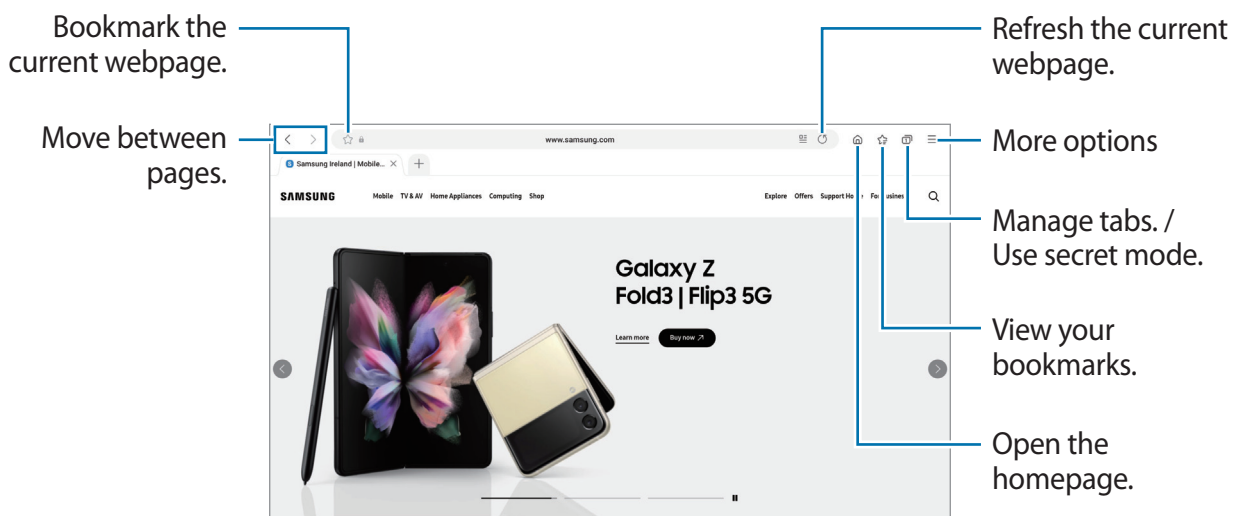 Bookmark the
current webpage.
Refresh the current
webpage.
Move between
pages.
www.samsung.com
More options
Samsung Ireland | Mobile...
SAMSUNG Mobile TV & AV Home Appliances Computing Shop Explore Offers Support
Manage tabs. /
Use secret mode.
Galaxy Z
Fold3 | Flip3 5G
Learn more Buy now
View your
bookmarks.
Open the
homepage.